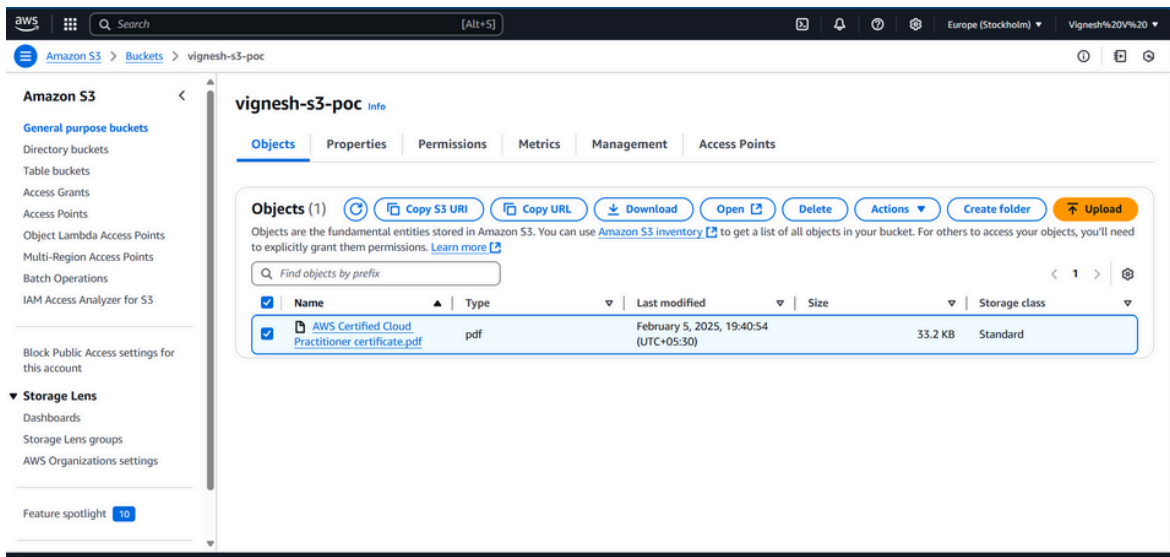 aws Search [Alt+S] Europe (Stockholm) ▼ Vignesh%20V%20 ▼
Amazon S3 > Buckets > vignesh-s3-poc
Amazon S3
General purpose buckets
Directory buckets
Table buckets
Access Grants
Access Points
Object Lambda Access Points
Multi-Region Access Points
Batch Operations
IAM Access Analyzer for S3
Block Public Access settings for
this account
▼ Storage Lens
Dashboards
Storage Lens groups
AWS Organizations settings
Feature spotlight 10
vignesh-s3-poc Info
Objects Properties Permissions Metrics Management Access Points
Objects (1) Copy S3 URI Copy URL Download Open Delete Actions ▼ Create folder Upload
Objects are the fundamental entities stored in Amazon S3. You can use Amazon S3 inventory to get a list of all objects in your bucket. For others to access your objects, you'll need
to explicitly grant them permissions. Learn more
Find objects by prefix < 1 >
Name Type Last modified Size Storage class
AWS Certified Cloud
Practitioner certificate.pdf
pdf
February 5, 2025, 19:40:54
(UTC+05:30)
33.2 KB
Standard